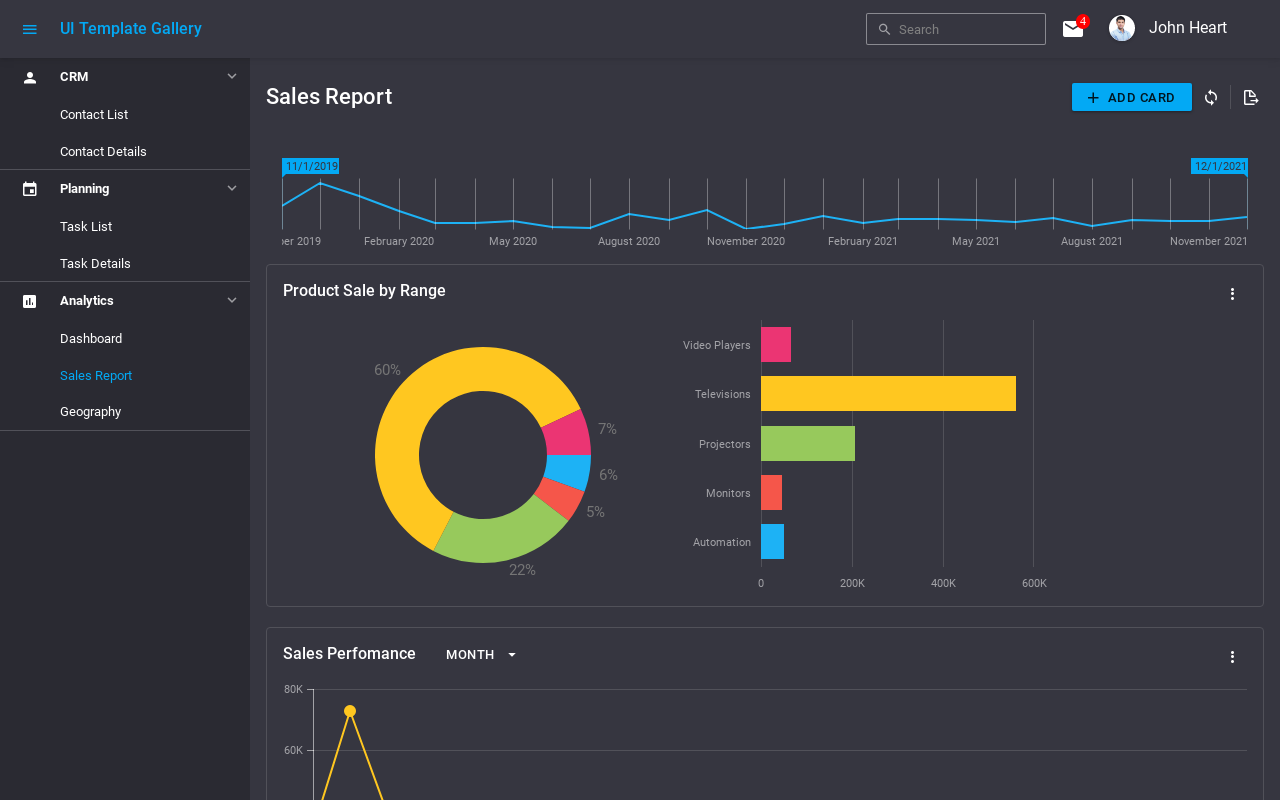 UI Template Gallery
Search
4
John Heart
CRM
Contact List
Contact Details
Planning
Task List
Task Details
Analytics
Dashboard
Sales Report
Geography
Sales Report
ADD CARD
11/1/2019
12/1/2021
ber 2019
February 2020
May 2020
August 2020
November 2020
February 2021
May 2021
August 2021
November 2021
Product Sale by Range
60%
7%
6%
5%
22%
Video Players
Televisions
Projectors
Monitors
Automation
0
200K
400K
600K
Sales Perfomance
MONTH
80K
60K